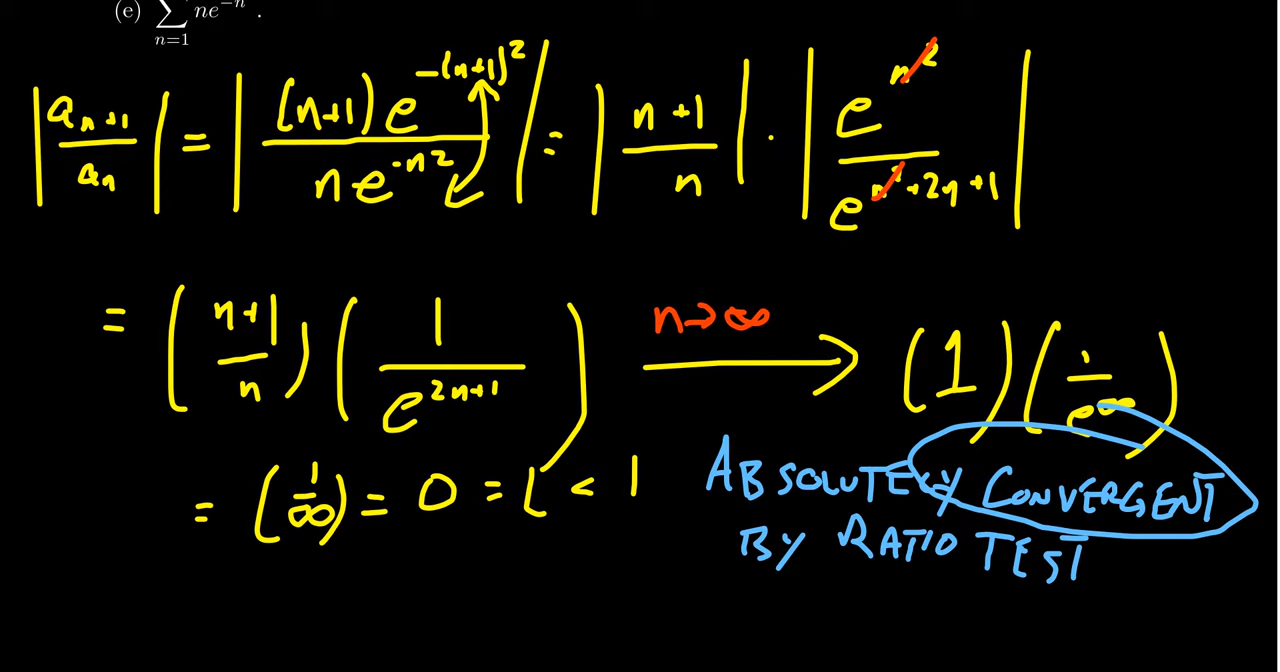 (e) ∑_{n=1} ne^{-n}.
|a_{n+1}/a_n| = |(n+1)e^{-(n+1)^2} / ne^{-n^2}| = |n+1/n| · |e^{n^2} / e^{n^2+2n+1}|
= (n+1/n)(1/e^{2n+1}) n→∞ ⟶ (1)(1/e^∞)
= (1/∞) = 0 = L < 1
ABSOLUTELY CONVERGENT
BY RATIO TEST